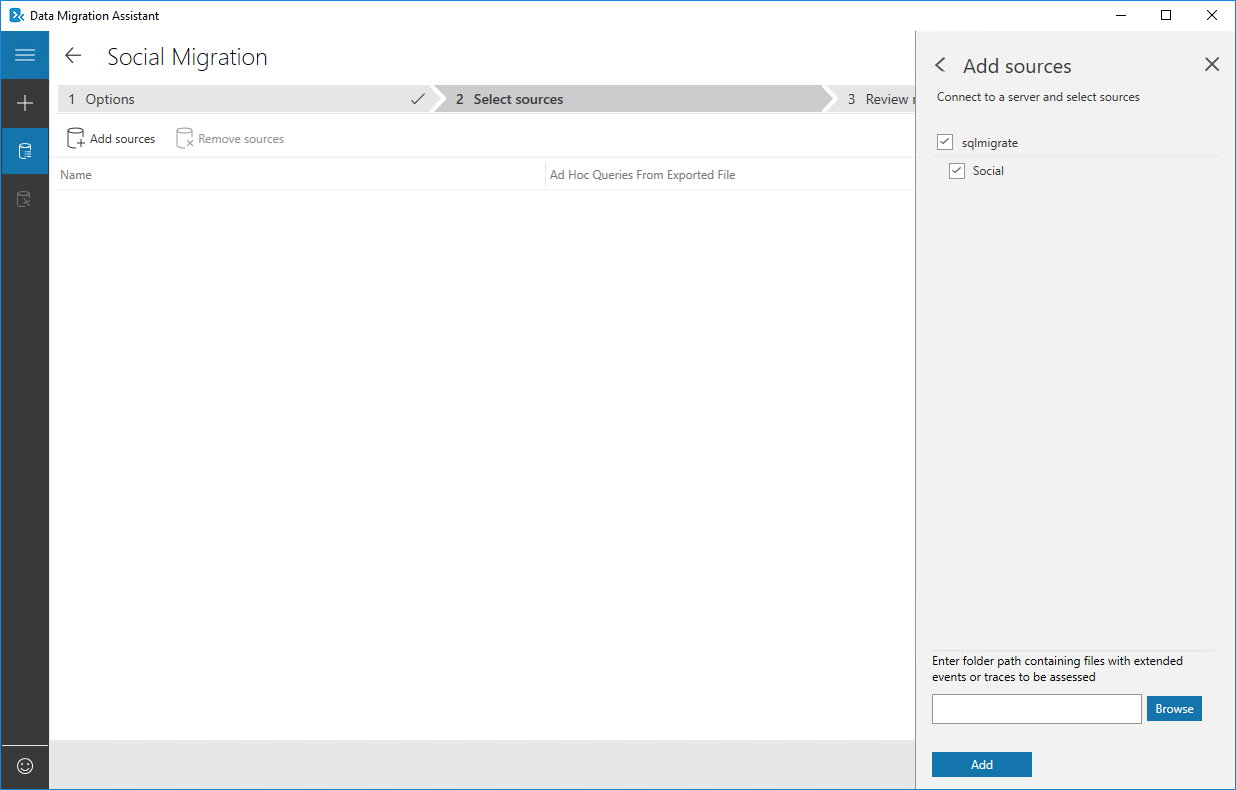 Data Migration Assistant
Social Migration
1 Options
2 Select sources
3 Review
Add sources
Remove sources
Name
Ad Hoc Queries From Exported File
Add sources
Connect to a server and select sources
sqlmigrate
Social
Enter folder path containing files with extended
events or traces to be assessed
Browse
Add